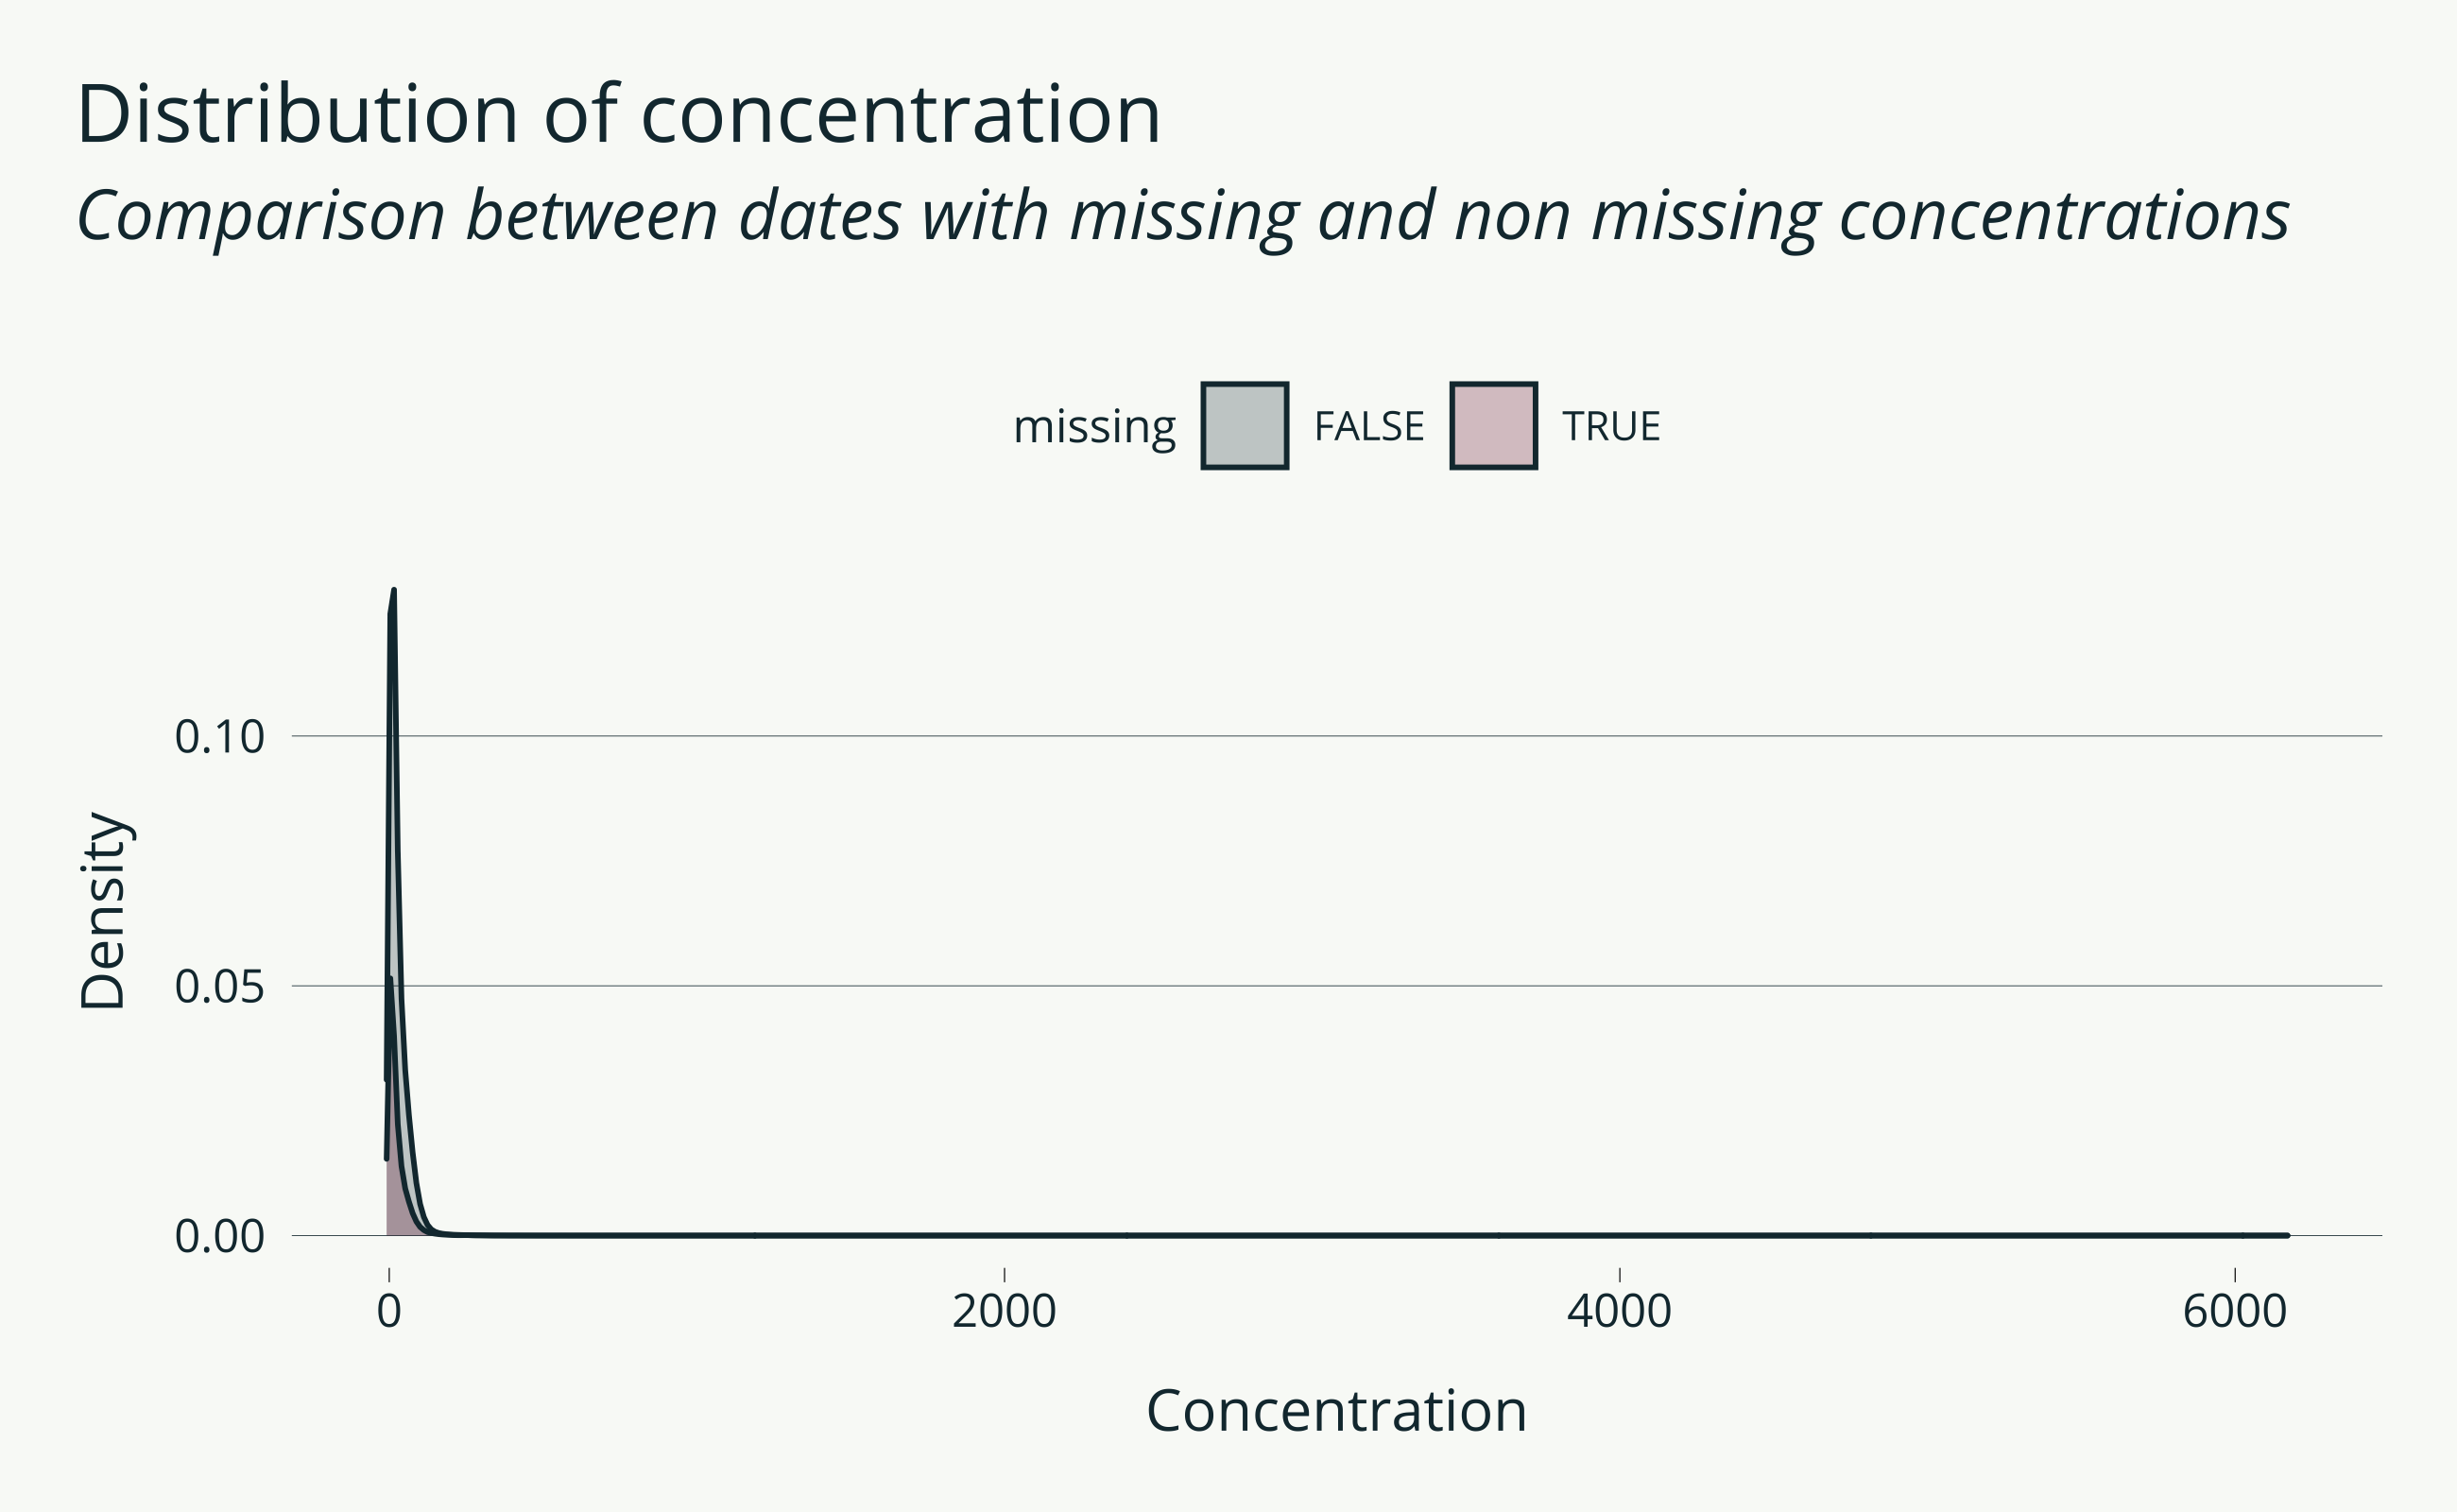 Distribution of concentration
Comparison between dates with missing and non missing concentrations
missing FALSE TRUE
0.10
0.05
0.00
Density
0 2000 4000 6000
Concentration